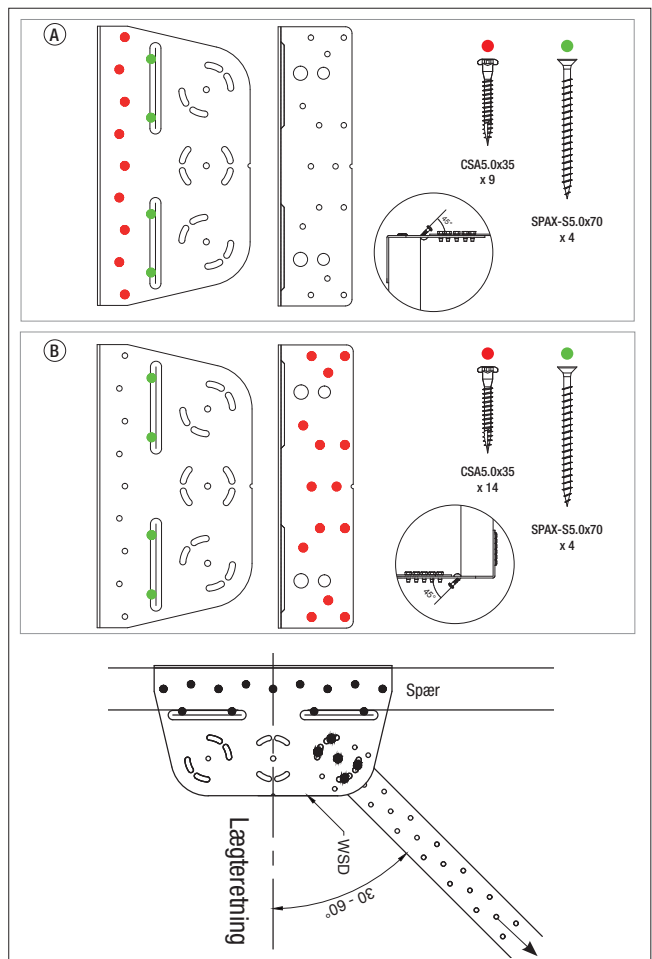 A
45°
CSA5.0x35
x 9
SPAX-S5.0x70
x 4
B
45°
CSA5.0x35
x 14
SPAX-S5.0x70
x 4
Spær
Lægteretning
WSD
30 - 60°